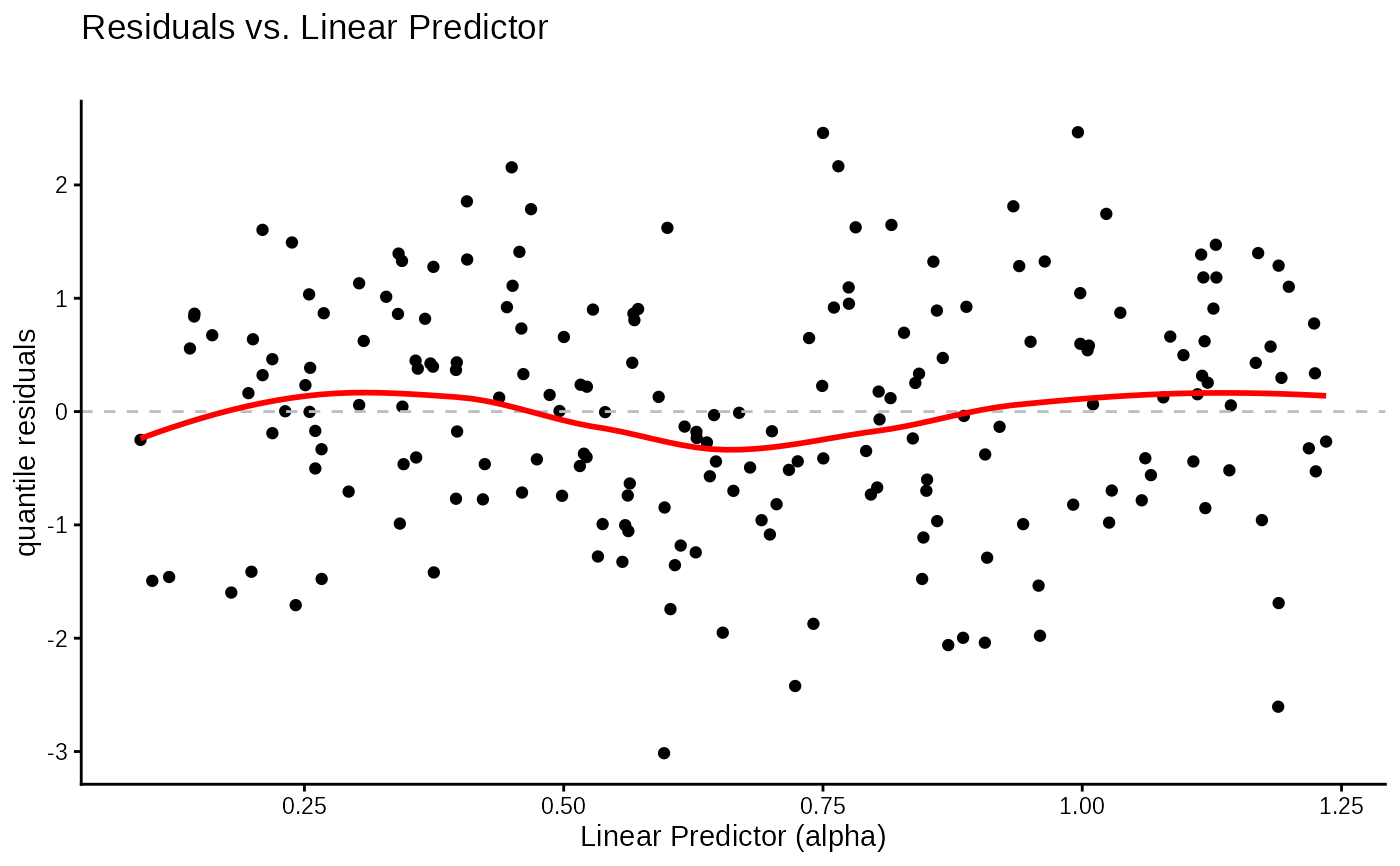 Residuals vs. Linear Predictor
quantile residuals
2
1
0
-1
-2
-3
0.25 0.50 0.75 1.00 1.25
Linear Predictor (alpha)